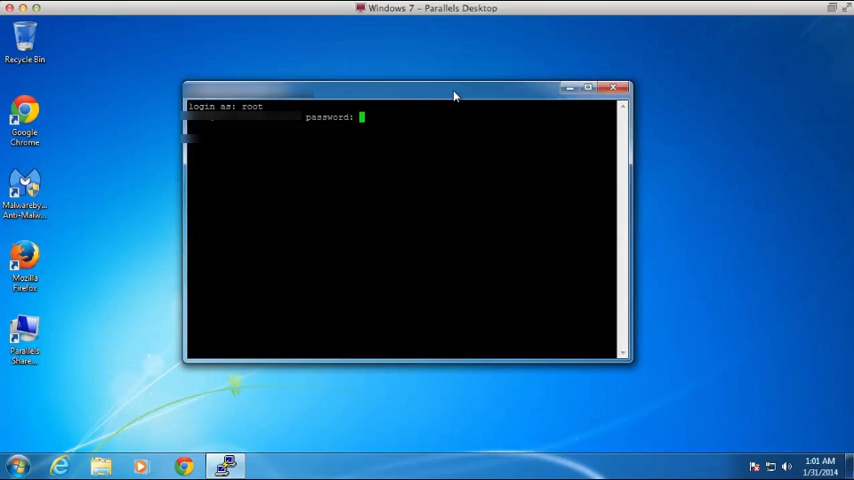 Windows 7 - Parallels Desktop
Recycle Bin
Google
Chrome
Malwareby...
Anti-Malw...
Mozilla
Firefox
Parallels
Share...
login as: root
password:
1:01 AM
1/31/2014